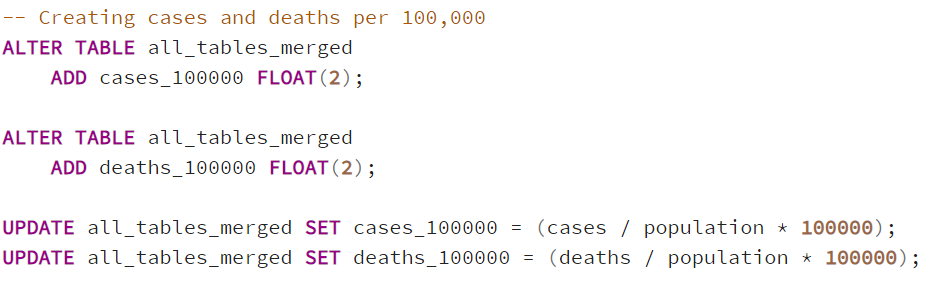 -- Creating cases and deaths per 100,000
ALTER TABLE all_tables_merged
    ADD cases_100000 FLOAT(2);

ALTER TABLE all_tables_merged
    ADD deaths_100000 FLOAT(2);

UPDATE all_tables_merged SET cases_100000 = (cases / population * 100000);
UPDATE all_tables_merged SET deaths_100000 = (deaths / population * 100000);